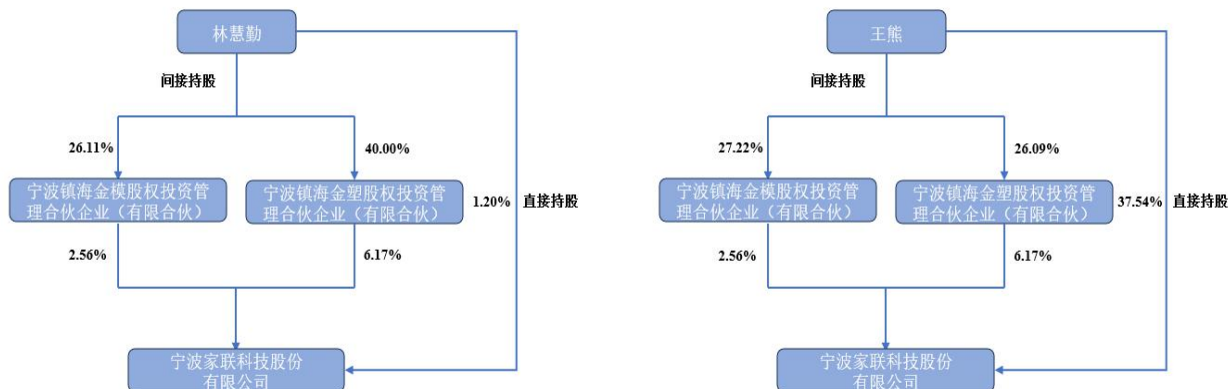 林慧勤
间接持股
26.11%
40.00%
宁波镇海金模股权投资管
理合伙企业（有限合伙）
宁波镇海金塑股权投资管
理合伙企业（有限合伙）
1.20%
直接持股
2.56%
6.17%
宁波家联科技股份
有限公司
王熊
间接持股
27.22%
26.09%
宁波镇海金模股权投资管
理合伙企业（有限合伙）
宁波镇海金塑股权投资管
理合伙企业（有限合伙）
37.54%
直接持股
2.56%
6.17%
宁波家联科技股份
有限公司